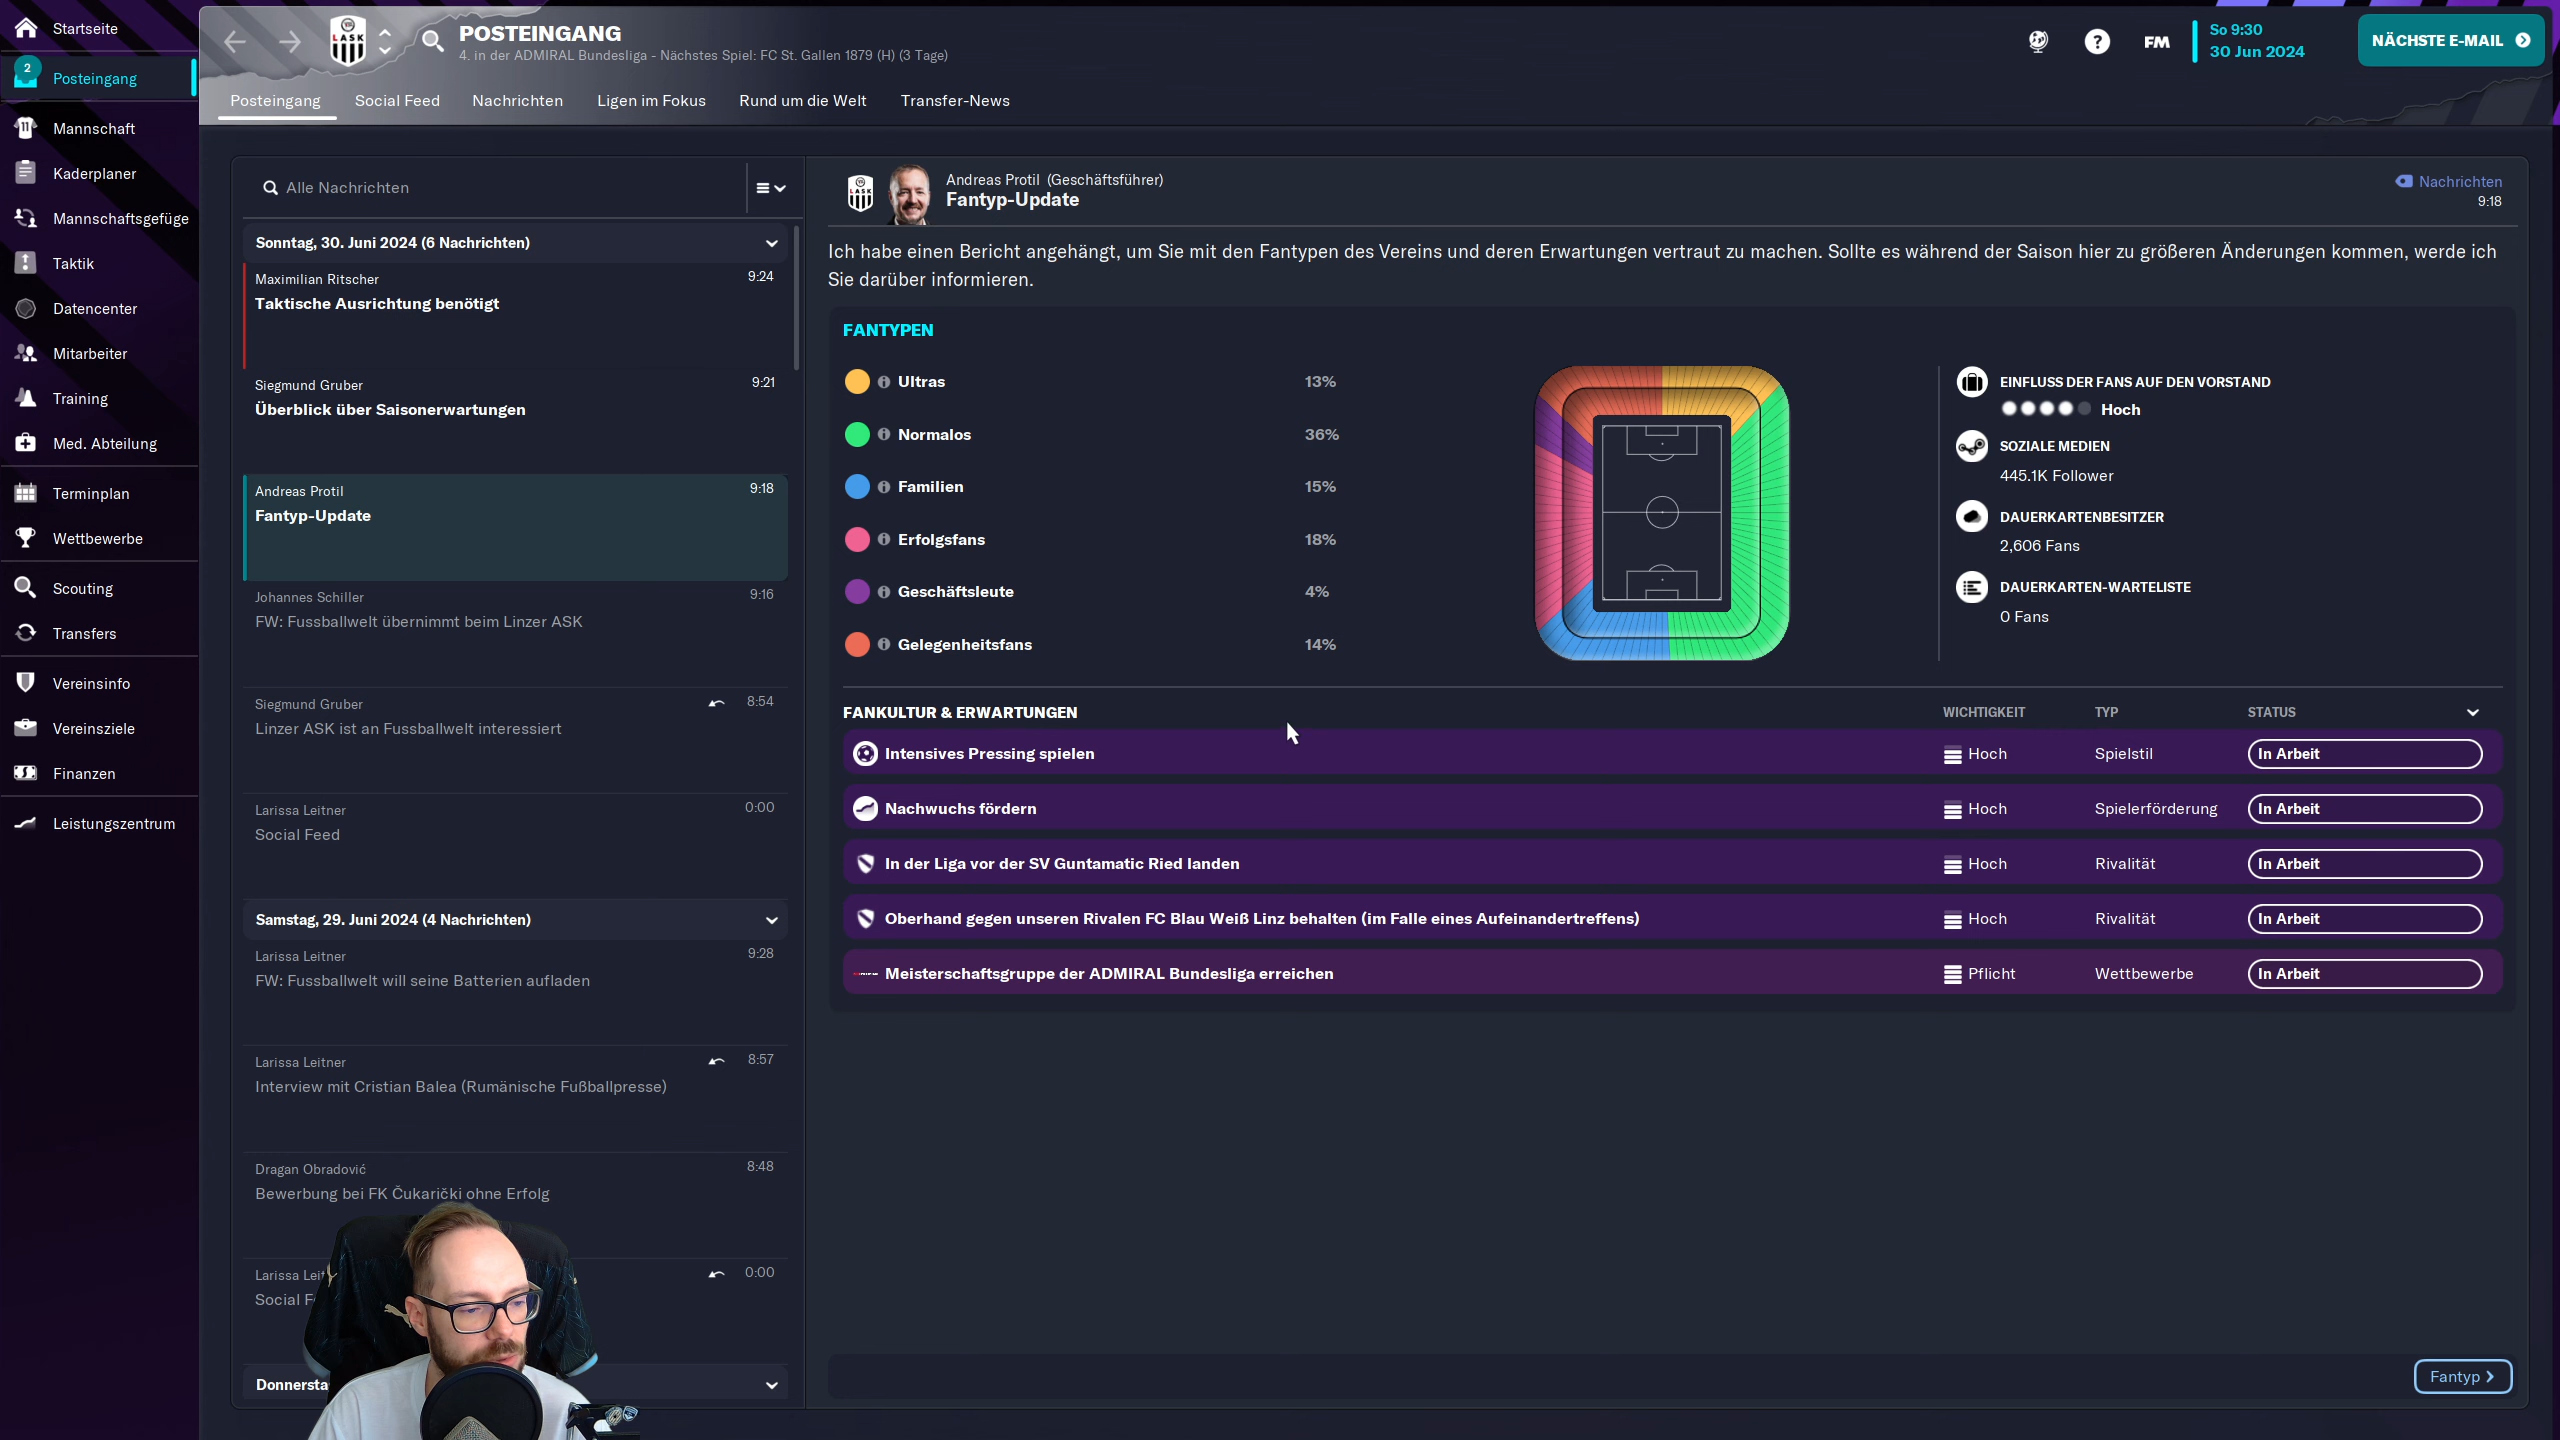 Startseite
2
Posteingang
Mannschaft
Kaderplaner
Mannschaftsgefüge
Taktik
Datencenter
Mitarbeiter
Training
Med. Abteilung
Terminplan
Wettbewerbe
Scouting
Transfers
Vereinsinfo
Vereinsziele
Finanzen
Leistungszentrum
LASK
POSTEINGANG
4. in der ADMIRAL Bundesliga - Nächstes Spiel: FC St. Gallen 1879 (H) (3 Tage)
FM
So 9:30
30 Jun 2024
NÄCHSTE E-MAIL
Posteingang
Social Feed
Nachrichten
Ligen im Fokus
Rund um die Welt
Transfer-News
Alle Nachrichten
Sonntag, 30. Juni 2024 (6 Nachrichten)
Maximilian Ritscher 9:24
Taktische Ausrichtung benötigt
Siegmund Gruber 9:21
Überblick über Saisonerwartungen
Andreas Protil 9:18
Fantyp-Update
Johannes Schiller 9:16
FW: Fussballwelt übernimmt beim Linzer ASK
Siegmund Gruber 8:54
Linzer ASK ist an Fussballwelt interessiert
Larissa Leitner 0:00
Social Feed
Samstag, 29. Juni 2024 (4 Nachrichten)
Larissa Leitner 9:28
FW: Fussballwelt will seine Batterien aufladen
Larissa Leitner 8:57
Interview mit Cristian Balea (Rumänische Fußballpresse)
Dragan Obradović 8:48
Bewerbung bei FK Čukarički ohne Erfolg
Larissa 0:00
Social
LASK
Andreas Protil (Geschäftsführer)
Fantyp-Update
Nachrichten
9:18
Ich habe einen Bericht angehängt, um Sie mit den Fantypen des Vereins und deren Erwartungen vertraut zu machen. Sollte es während der Saison hier zu größeren Änderungen kommen, werde ich
Sie darüber informieren.
FANTYPEN
Ultras 13%
Normalos 36%
Familien 15%
Erfolgsfans 18%
Geschäftsleute 4%
Gelegenheitsfans 14%
EINFLUSS DER FANS AUF DEN VORSTAND
Hoch
SOZIALE MEDIEN
445.1K Follower
DAUERKARTENBESITZER
2,606 Fans
DAUERKARTEN-WARTELISTE
0 Fans
FANKULTUR & ERWARTUNGEN WICHTIGKEIT TYP STATUS
Intensives Pressing spielen Hoch Spielstil In Arbeit
Nachwuchs fördern Hoch Spielerförderung In Arbeit
In der Liga vor der SV Guntamatic Ried landen Hoch Rivalität In Arbeit
Oberhand gegen unseren Rivalen FC Blau Weiß Linz behalten (im Falle eines Aufeinandertreffens) Hoch Rivalität In Arbeit
Meisterschaftsgruppe der ADMIRAL Bundesliga erreichen Pflicht Wettbewerbe In Arbeit
Fantyp